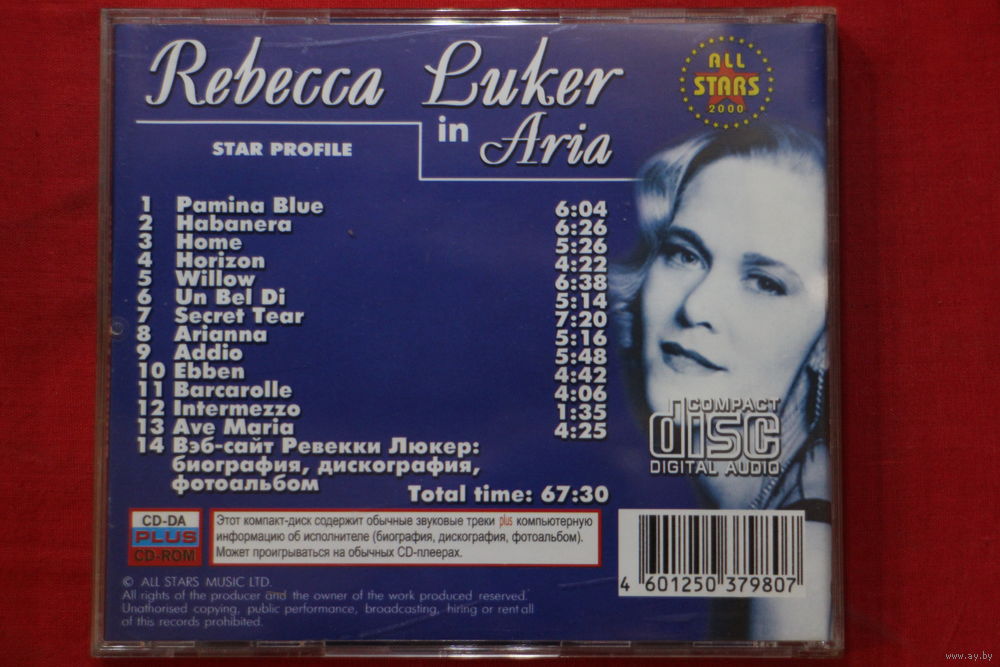 Rebecca Luker
in Aria
ALL
STARS
2000
STAR PROFILE
1 Pamina Blue 6:04
2 Habanera 6:26
3 Home 5:26
4 Horizon 4:22
5 Willow 6:38
6 Un Bel Di 5:14
7 Secret Tear 7:20
8 Arianna 5:16
9 Addio 5:48
10 Ebben 4:42
11 Barcarolle 4:06
12 Intermezzo 1:35
13 Ave Maria 4:25
14 Вэб-сайт Ревекки Люкер:
биография, дискография,
фотоальбом
Total time: 67:30
COMPACT
disc
DIGITAL AUDIO
CD-DA
PLUS
CD-ROM
Этот компакт-диск содержит обычные звуковые треки plus компьютерную
информацию об исполнителе (биография, дискография, фотоальбом).
Может проигрываться на обычных CD-плеерах.
4 601250 379807
© ALL STARS MUSIC LTD.
All rights of the producer and the owner of the work produced reserved.
Unathorised copying, public performance, broadcasting, hiring or rent all
of this records prohibited.
www.ay.by